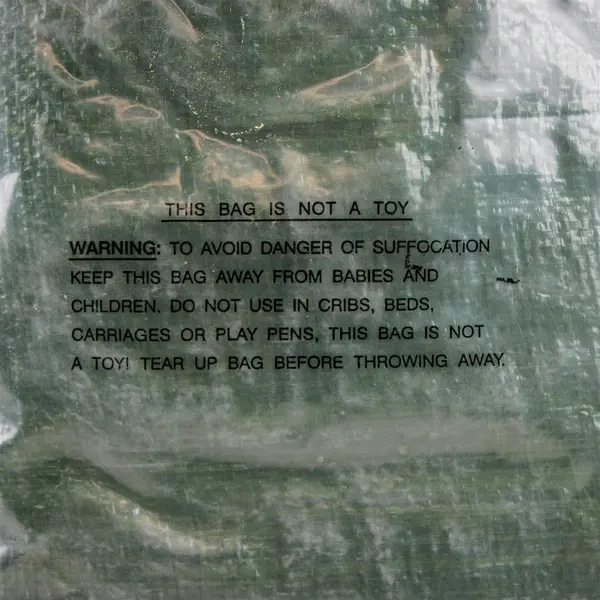 THIS BAG IS NOT A TOY
WARNING: TO AVOID DANGER OF SUFFOCATION
KEEP THIS BAG AWAY FROM BABIES AND
CHILDREN. DO NOT USE IN CRIBS, BEDS,
CARRIAGES OR PLAY PENS, THIS BAG IS NOT
A TOY! TEAR UP BAG BEFORE THROWING AWAY.